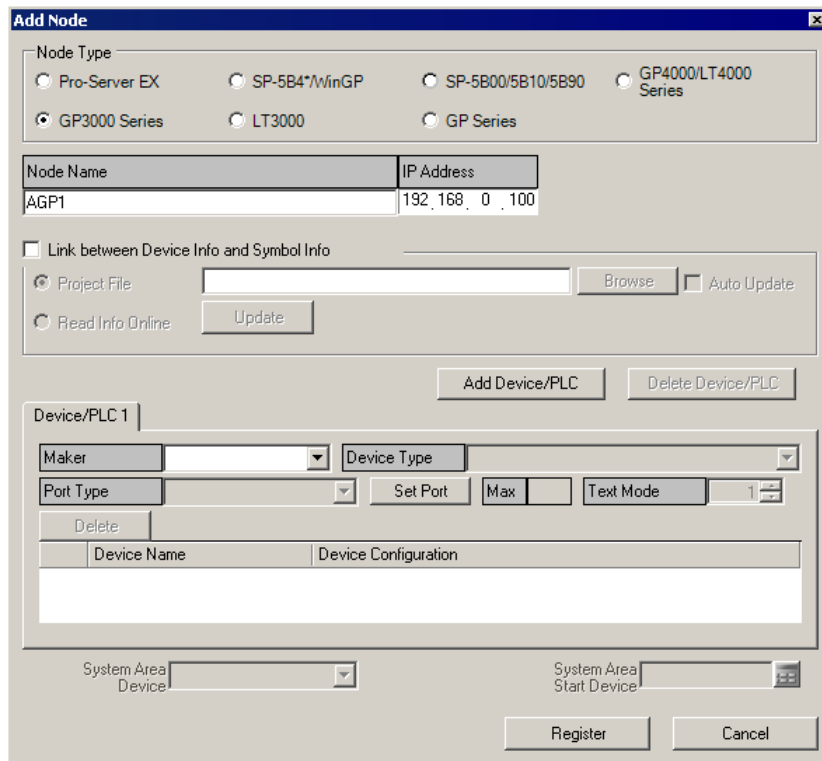 Add Node
Node Type
Pro-Server EX
SP-5B4*/WinGP
SP-5B00/5B10/5B90
GP4000/LT4000
Series
GP3000 Series
LT3000
GP Series
Node Name
IP Address
AGP1
192.168. 0 .100
Link between Device Info and Symbol Info
Project File
Browse
Auto Update
Read Info Online
Update
Add Device/PLC
Delete Device/PLC
Device/PLC 1
Maker
Device Type
Port Type
Set Port
Max
Text Mode
1
Delete
Device Name
Device Configuration
System Area
Device
System Area
Start Device
Register
Cancel